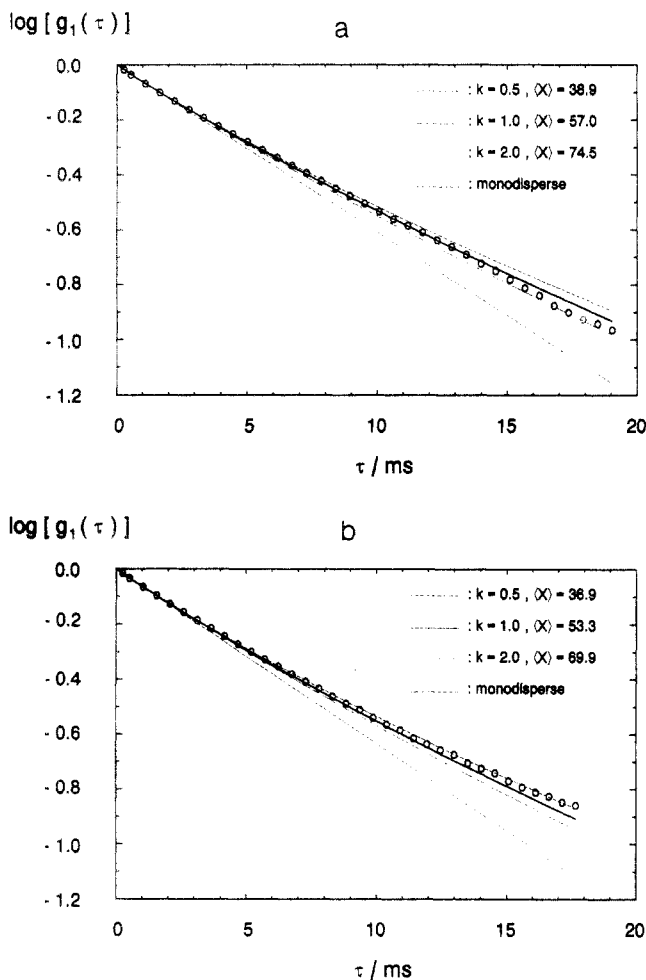 log [ g₁( τ ) ]
a
0.0
- 0.2
- 0.4
- 0.6
- 0.8
- 1.0
- 1.2
: k = 0.5 , ⟨X⟩ = 38.9
: k = 1.0 , ⟨X⟩ = 57.0
: k = 2.0 , ⟨X⟩ = 74.5
: monodisperse
0 5 10 15 20
τ / ms
log [ g₁( τ ) ]
b
0.0
- 0.2
- 0.4
- 0.6
- 0.8
- 1.0
- 1.2
: k = 0.5 , ⟨X⟩ = 36.9
: k = 1.0 , ⟨X⟩ = 53.3
: k = 2.0 , ⟨X⟩ = 69.9
: monodisperse
0 5 10 15 20
τ / ms